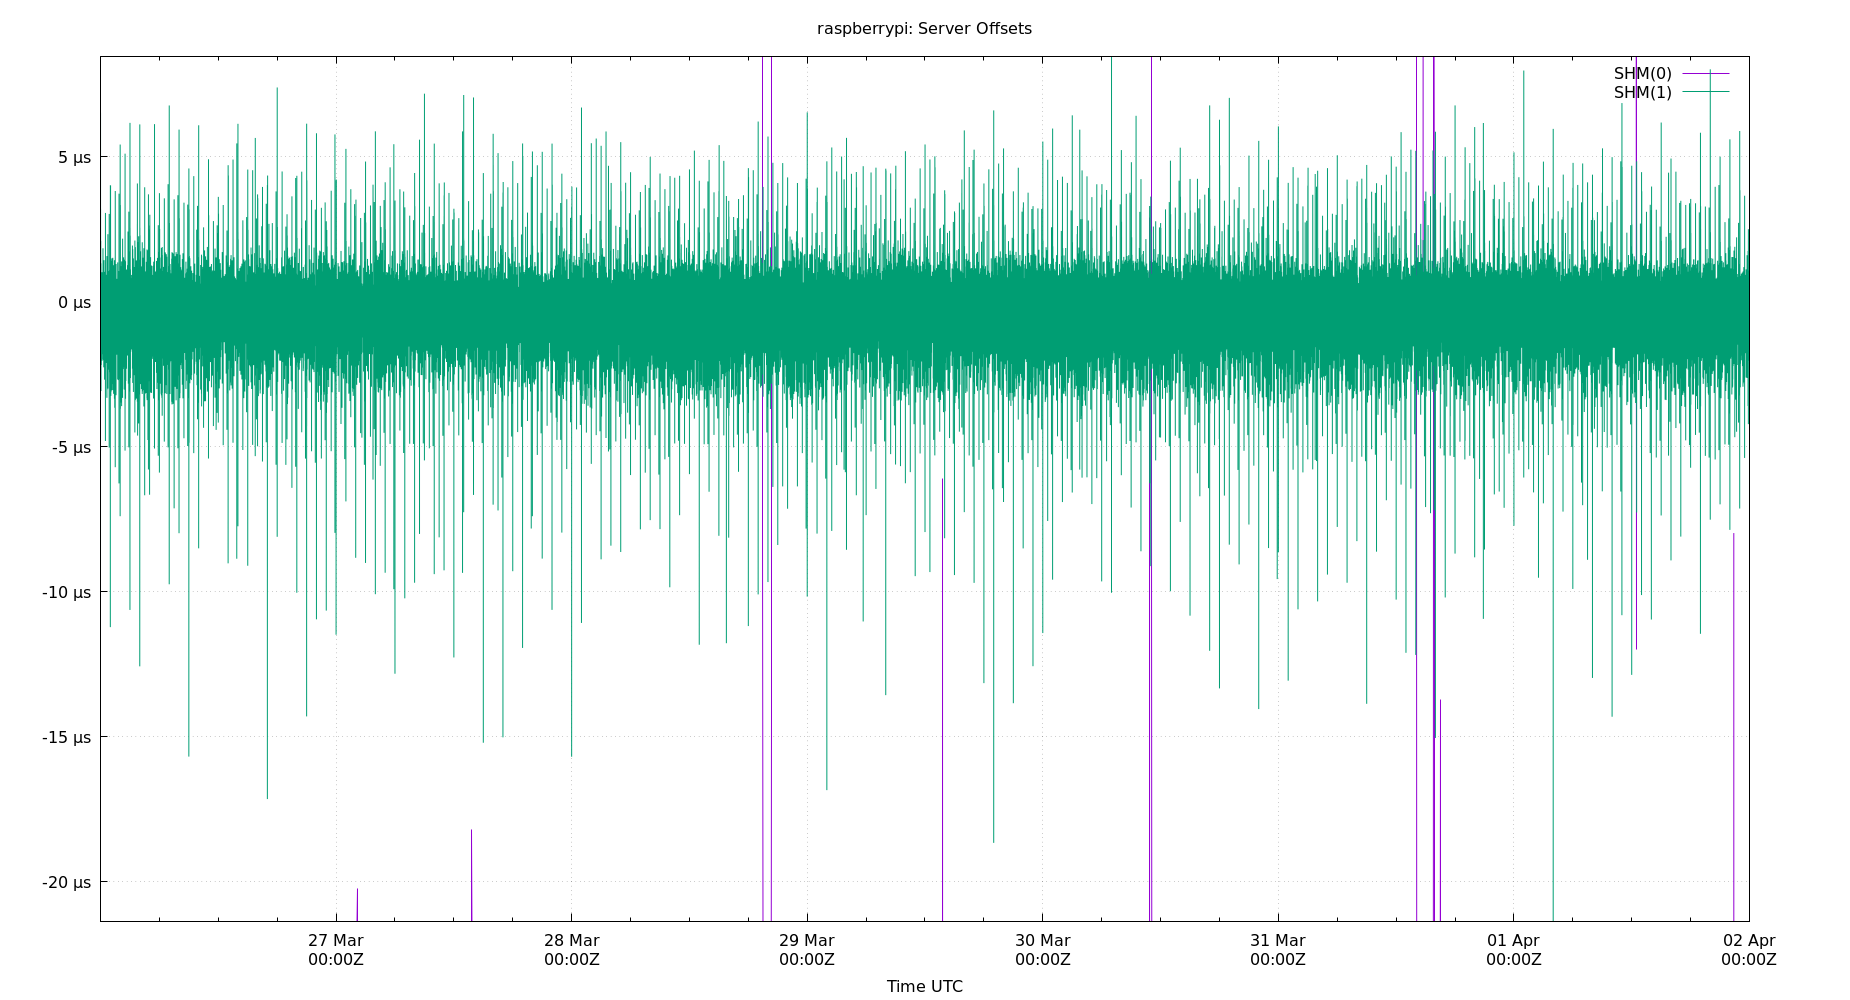 raspberrypi: Server Offsets
SHM(0)
SHM(1)
5 µs
0 µs
-5 µs
-10 µs
-15 µs
-20 µs
27 Mar
00:00Z
28 Mar
00:00Z
29 Mar
00:00Z
30 Mar
00:00Z
31 Mar
00:00Z
01 Apr
00:00Z
02 Apr
00:00Z
Time UTC